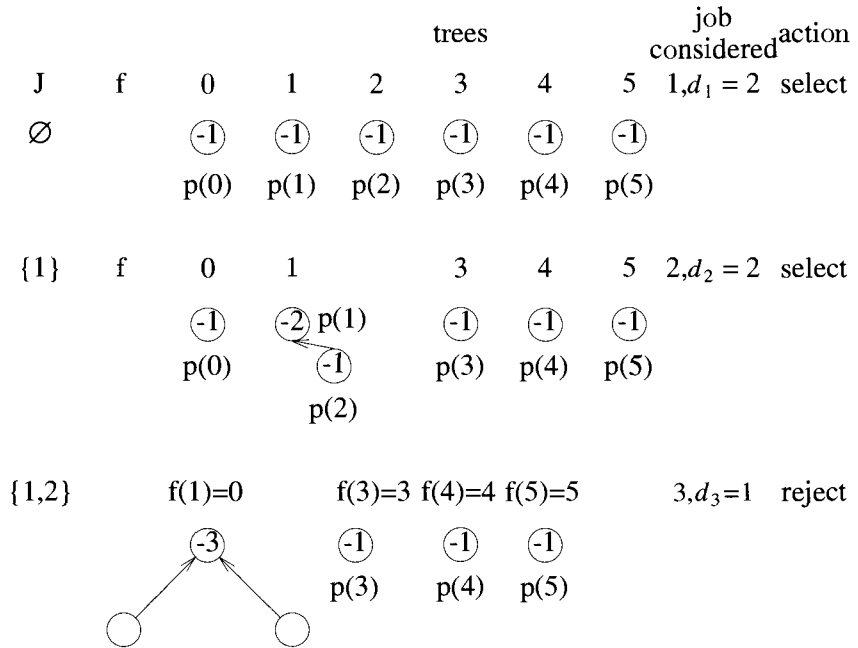 trees job considered action
J f 0 1 2 3 4 5 1,d₁ = 2 select
∅ -1 -1 -1 -1 -1 -1
p(0) p(1) p(2) p(3) p(4) p(5)
{1} f 0 1 3 4 5 2,d₂ = 2 select
-1 -2 p(1) -1 -1 -1
p(0) -1 p(3) p(4) p(5)
p(2)
{1,2} f(1)=0 f(3)=3 f(4)=4 f(5)=5 3,d₃=1 reject
-3 -1 -1 -1
p(3) p(4) p(5)